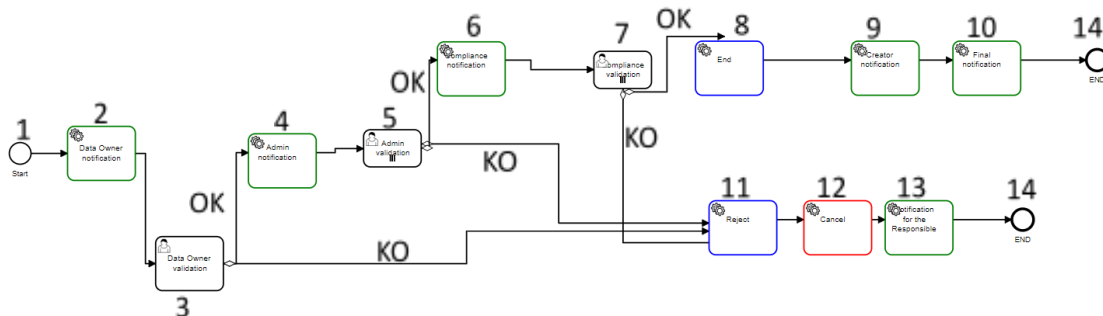 1
Start
2
Data Owner
notification
OK
3
Data Owner
validation
KO
4
Admin
notification
5
Admin
validation
OK
KO
6
Compliance
notification
7
Compliance
validation
OK
KO
8
End
9
Creator
notification
10
Final
notification
14
END
11
Reject
12
Cancel
13
Notification
for the
Responsible
14
END